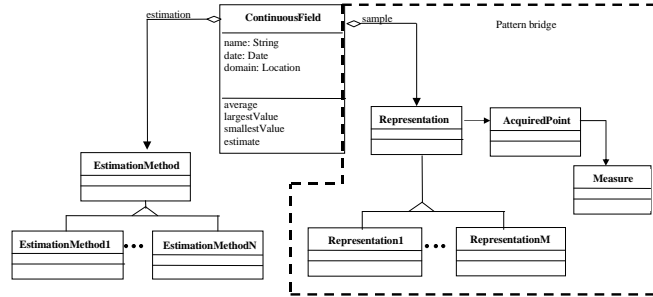 estimation
ContinuousField
name: String
date: Date
domain: Location
average
largestValue
smallestValue
estimate
sample
Pattern bridge
Representation
AcquiredPoint
Measure
EstimationMethod
EstimationMethod1
EstimationMethodN
Representation1
RepresentationM